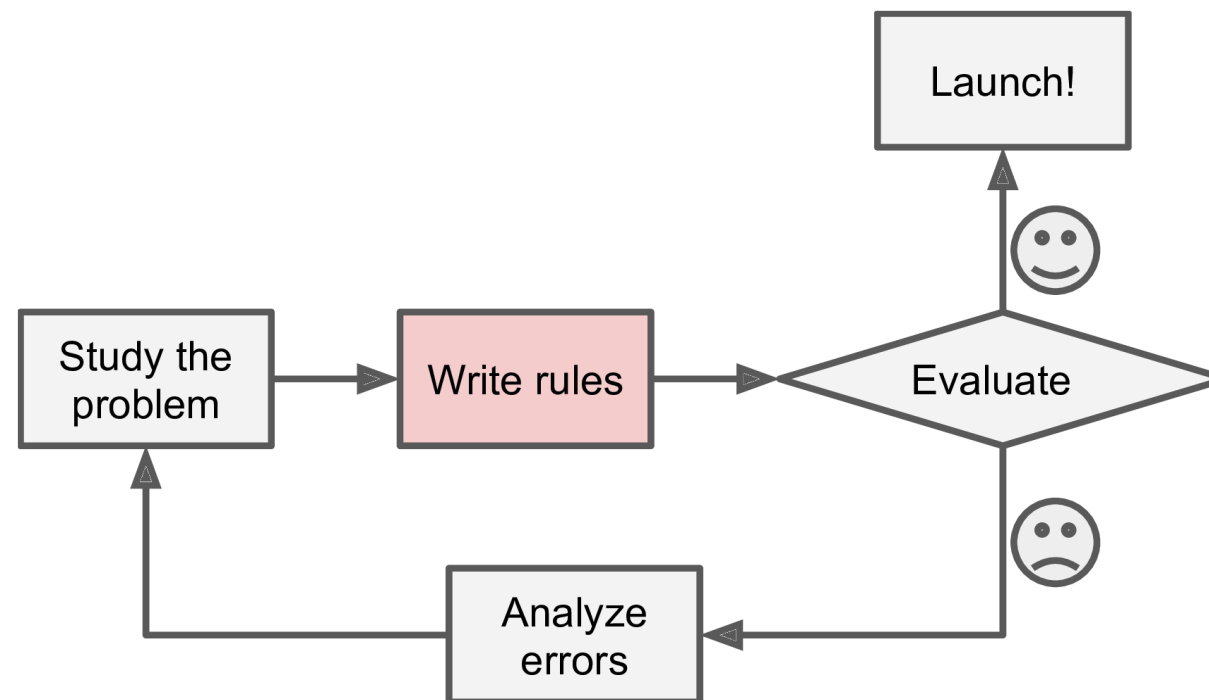 Launch!
Study the
problem
Write rules
Evaluate
Analyze
errors